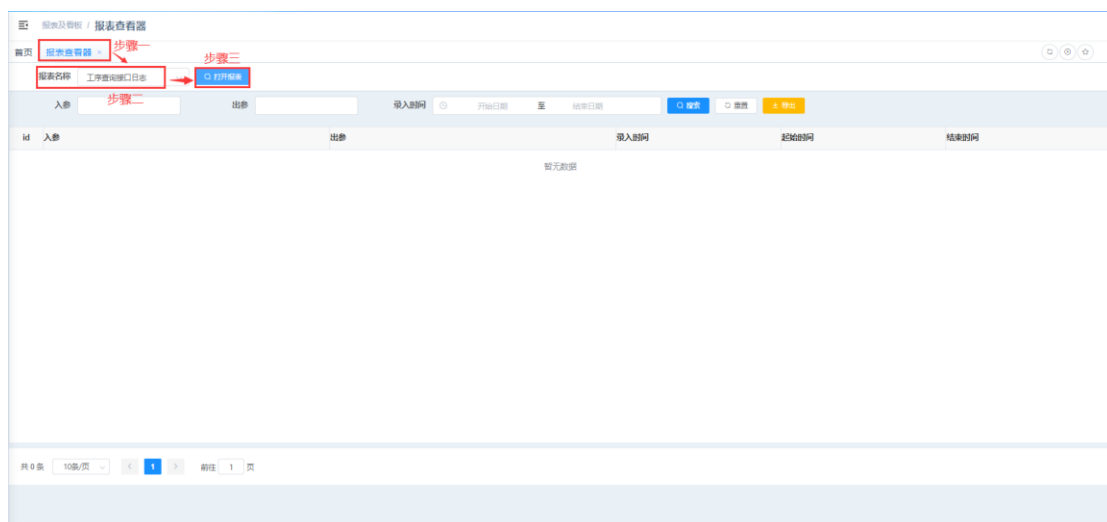 报表及看板 / 报表查看器
首页 报表查看器 × 步骤一
步骤三
报表名称 工序查询接口日志 打开报表
步骤二
入参 出参 录入时间 开始日期 至 结束日期 搜索 重置 导出
id 入参 出参 录入时间 起始时间 结束时间
暂无数据
共 0 条 10条/页 < 1 > 前往 1 页